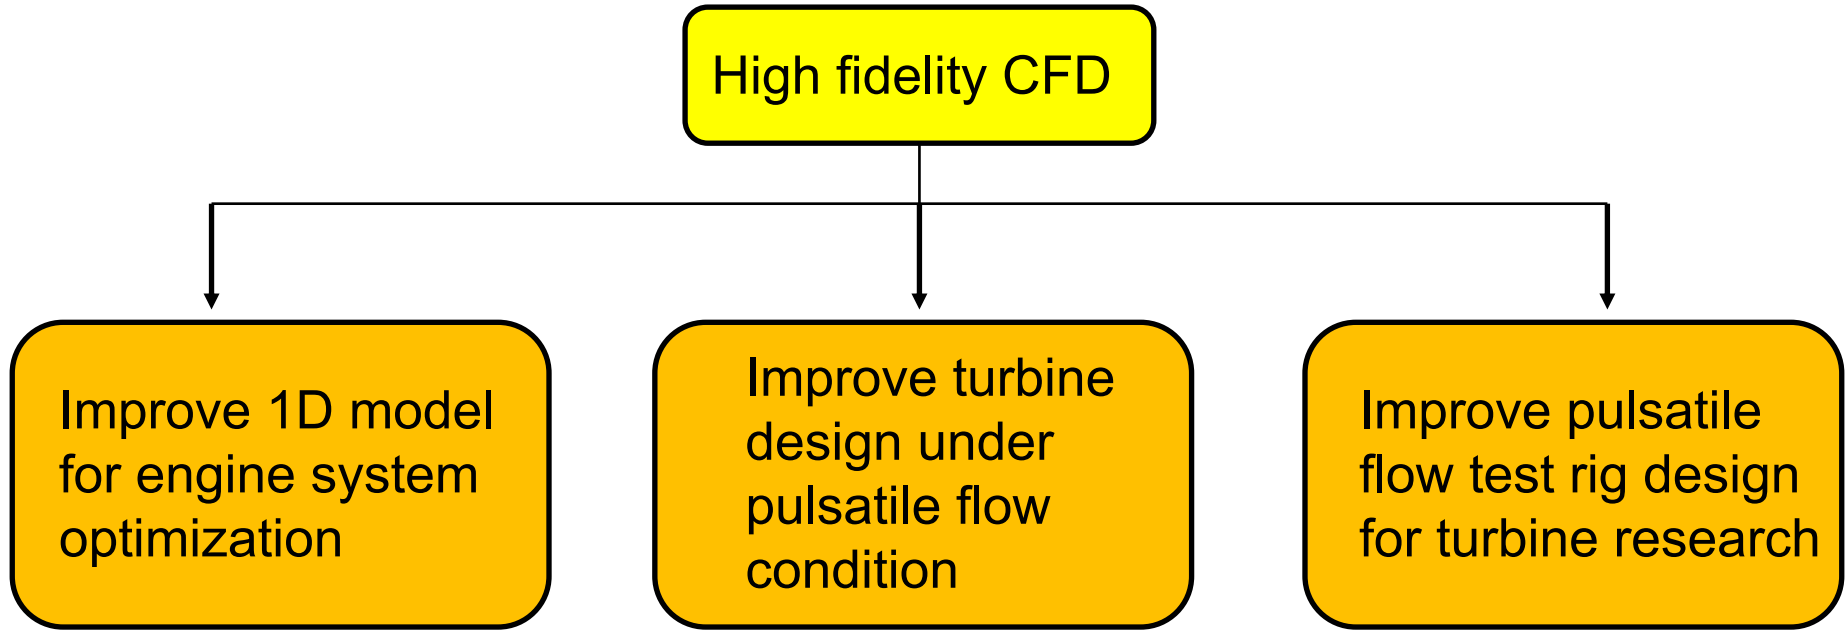 High fidelity CFD
Improve 1D model
for engine system
optimization
Improve turbine
design under
pulsatile flow
condition
Improve pulsatile
flow test rig design
for turbine research